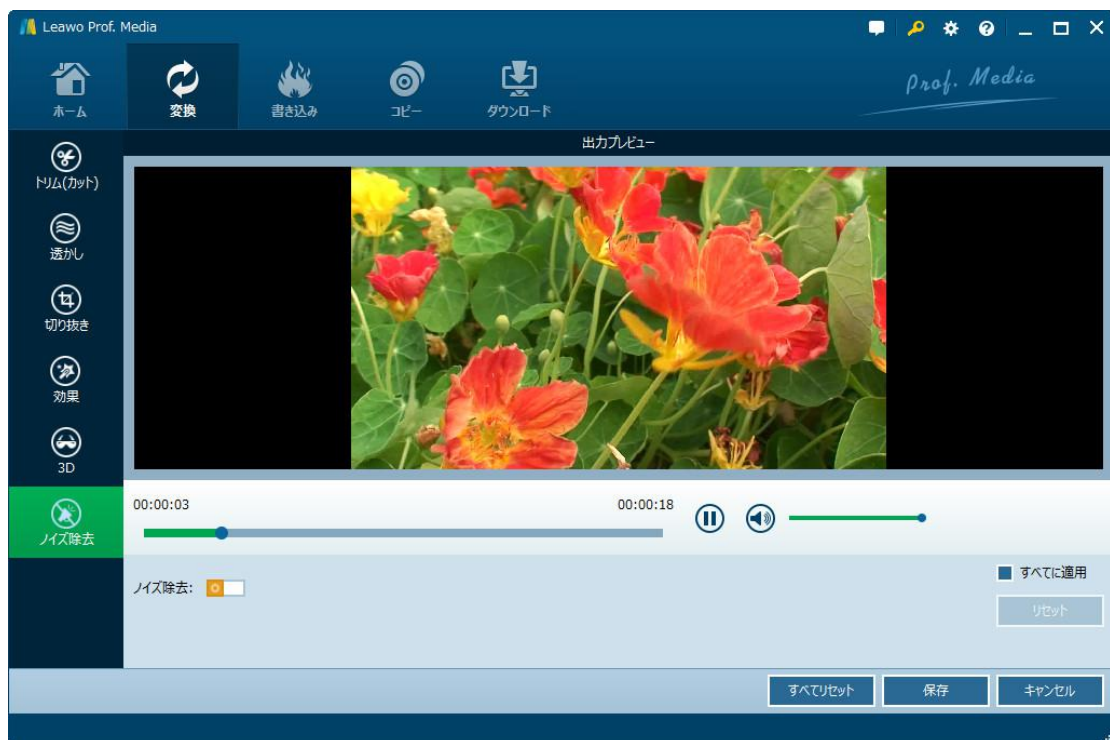 Leawo Prof. Media
ホーム
変換
書き込み
コピー
ダウンロード
Prof. Media
出力プレビュー
トリム(カット)
透かし
切り抜き
効果
3D
ノイズ除去
00:00:03
00:00:18
ノイズ除去:
すべてに適用
リセット
すべてリセット
保存
キャンセル